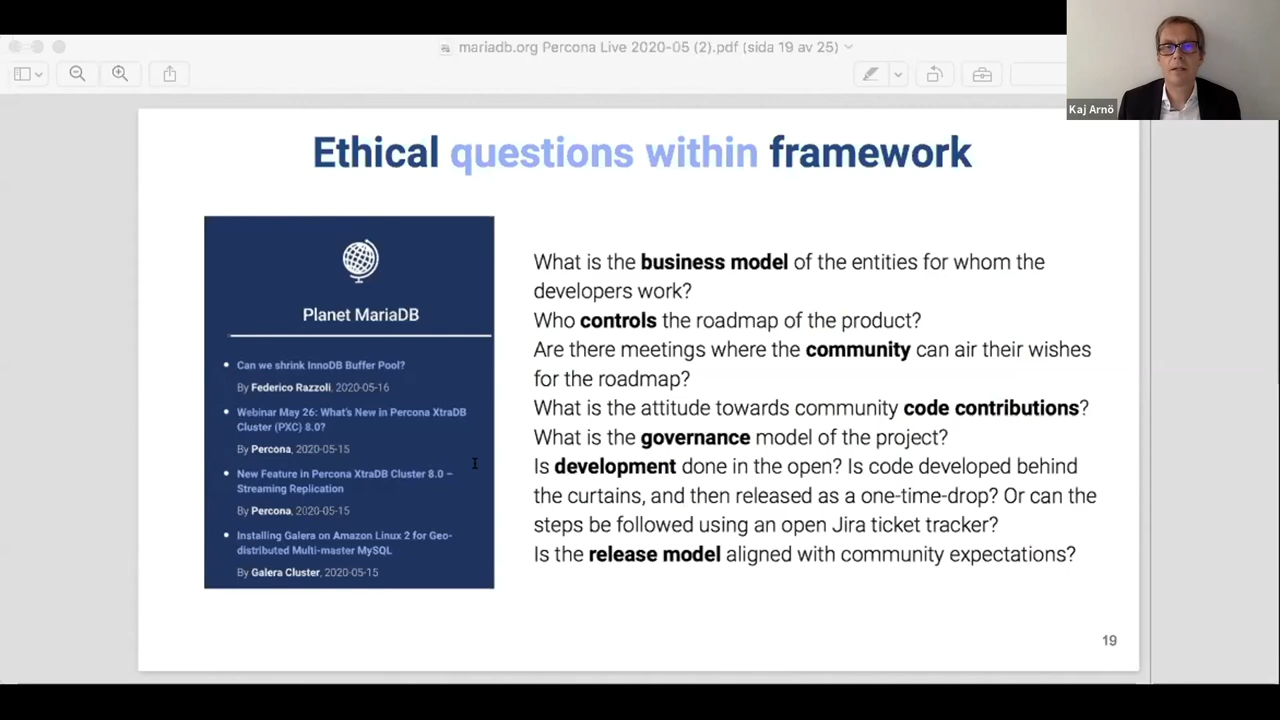 mariadb.org Percona Live 2020-05 (2).pdf (sida 19 av 25)
Kaj Arnö
Ethical questions within framework
Planet MariaDB
Can we shrink InnoDB Buffer Pool?
By Federico Razzoli, 2020-05-16
Webinar May 26: What's New in Percona XtraDB
Cluster (PXC) 8.0?
By Percona, 2020-05-15
New Feature in Percona XtraDB Cluster 8.0 –
Streaming Replication
By Percona, 2020-05-15
Installing Galera on Amazon Linux 2 for Geo-
distributed Multi-master MySQL
By Galera Cluster, 2020-05-15
What is the business model of the entities for whom the
developers work?
Who controls the roadmap of the product?
Are there meetings where the community can air their wishes
for the roadmap?
What is the attitude towards community code contributions?
What is the governance model of the project?
Is development done in the open? Is code developed behind
the curtains, and then released as a one-time-drop? Or can the
steps be followed using an open Jira ticket tracker?
Is the release model aligned with community expectations?
19